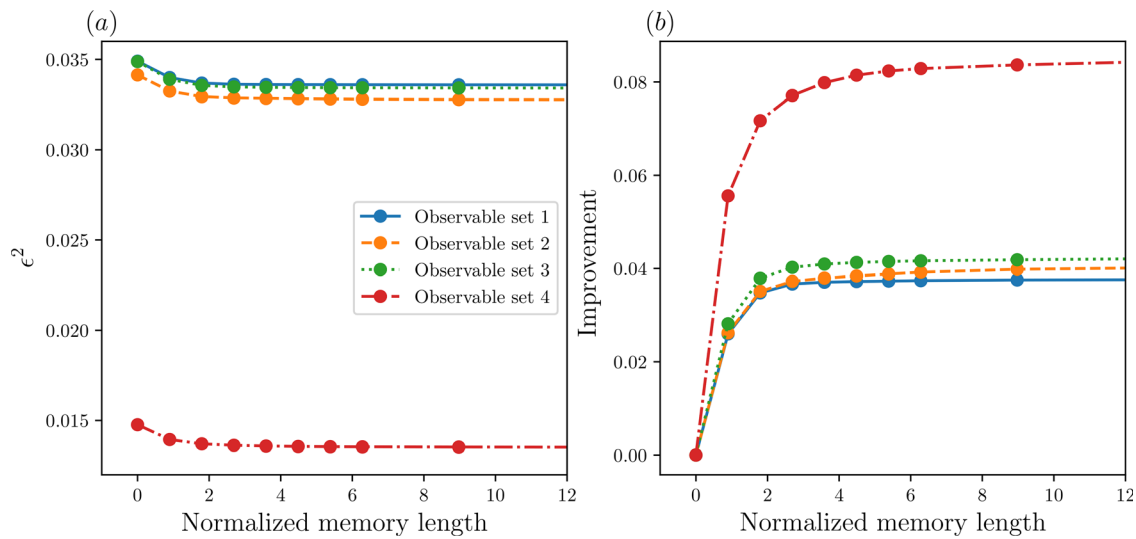 (a)
0.035
0.030
0.025
0.020
0.015
ϵ²
0 2 4 6 8 10 12
Normalized memory length
Observable set 1
Observable set 2
Observable set 3
Observable set 4
(b)
0.08
0.06
0.04
0.02
0.00
Improvement
0 2 4 6 8 10 12
Normalized memory length